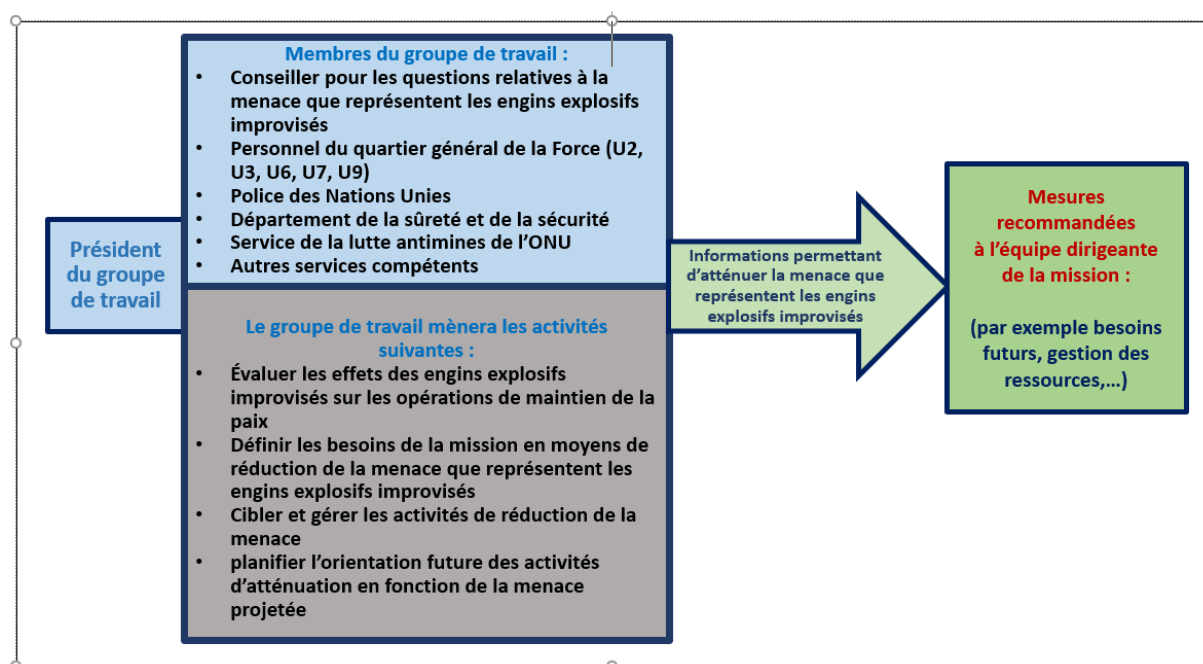 Président
du groupe
de travail
Membres du groupe de travail :
• Conseiller pour les questions relatives à la
menace que représentent les engins explosifs
improvisés
• Personnel du quartier général de la Force (U2,
U3, U6, U7, U9)
• Police des Nations Unies
• Département de la sûreté et de la sécurité
• Service de la lutte antimines de l’ONU
• Autres services compétents
Le groupe de travail mènera les activités
suivantes :
• Évaluer les effets des engins explosifs
improvisés sur les opérations de maintien de la
paix
• Définir les besoins de la mission en moyens de
réduction de la menace que représentent les
engins explosifs improvisés
• Cibler et gérer les activités de réduction de la
menace
• planifier l’orientation future des activités
d’atténuation en fonction de la menace
projetée
Informations permettant
d’atténuer la menace que
représentent les engins
explosifs improvisés
Mesures
recommandées
à l’équipe dirigeante
de la mission :
(par exemple besoins
futurs, gestion des
ressources,...)